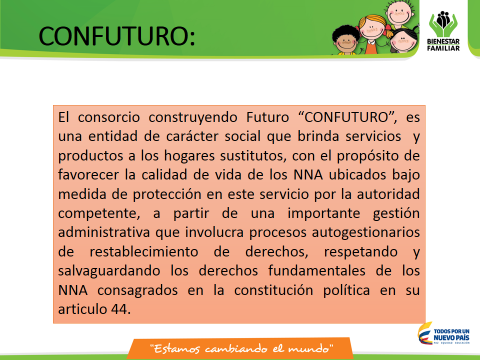 CONFUTURO:
BIENESTAR
FAMILIAR
El consorcio construyendo Futuro “CONFUTURO”, es
una entidad de carácter social que brinda servicios y
productos a los hogares sustitutos, con el propósito de
favorecer la calidad de vida de los NNA ubicados bajo
medida de protección en este servicio por la autoridad
competente, a partir de una importante gestión
administrativa que involucra procesos autogestionarios
de restablecimiento de derechos, respetando y
salvaguardando los derechos fundamentales de los
NNA consagrados en la constitución política en su
articulo 44.
"Estamos cambiando el mundo"
TODOS POR UN
NUEVO PAÍS